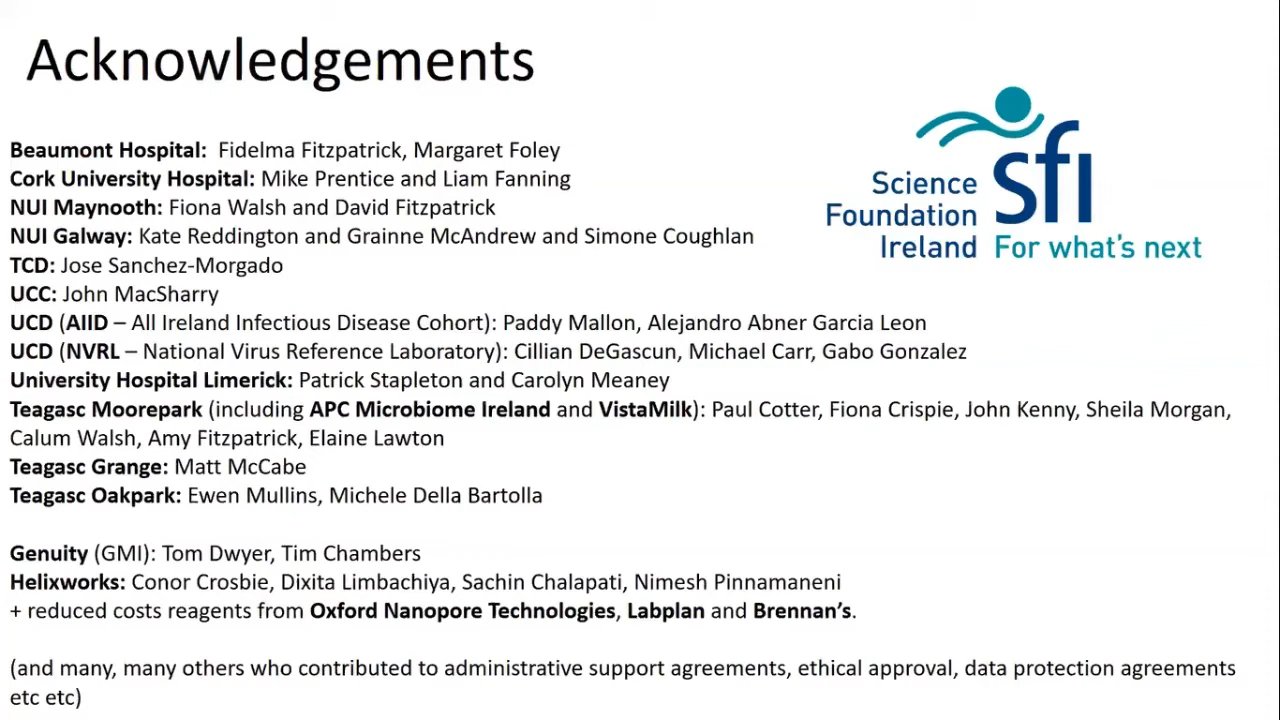 Acknowledgements
Beaumont Hospital: Fidelma Fitzpatrick, Margaret Foley
Cork University Hospital: Mike Prentice and Liam Fanning
NUI Maynooth: Fiona Walsh and David Fitzpatrick
NUI Galway: Kate Reddington and Grainne McAndrew and Simone Coughlan
TCD: Jose Sanchez-Morgado
UCC: John MacSharry
UCD (AIID – All Ireland Infectious Disease Cohort): Paddy Mallon, Alejandro Abner Garcia Leon
UCD (NVRL – National Virus Reference Laboratory): Cillian DeGascun, Michael Carr, Gabo Gonzalez
University Hospital Limerick: Patrick Stapleton and Carolyn Meaney
Teagasc Moorepark (including APC Microbiome Ireland and VistaMilk): Paul Cotter, Fiona Crispie, John Kenny, Sheila Morgan,
Calum Walsh, Amy Fitzpatrick, Elaine Lawton
Teagasc Grange: Matt McCabe
Teagasc Oakpark: Ewen Mullins, Michele Della Bartolla
Genuity (GMI): Tom Dwyer, Tim Chambers
Helixworks: Conor Crosbie, Dixita Limbachiya, Sachin Chalapati, Nimesh Pinnamaneni
+ reduced costs reagents from Oxford Nanopore Technologies, Labplan and Brennan’s.
(and many, many others who contributed to administrative support agreements, ethical approval, data protection agreements
etc etc)
Science
Foundation
Ireland
sfi
For what's next